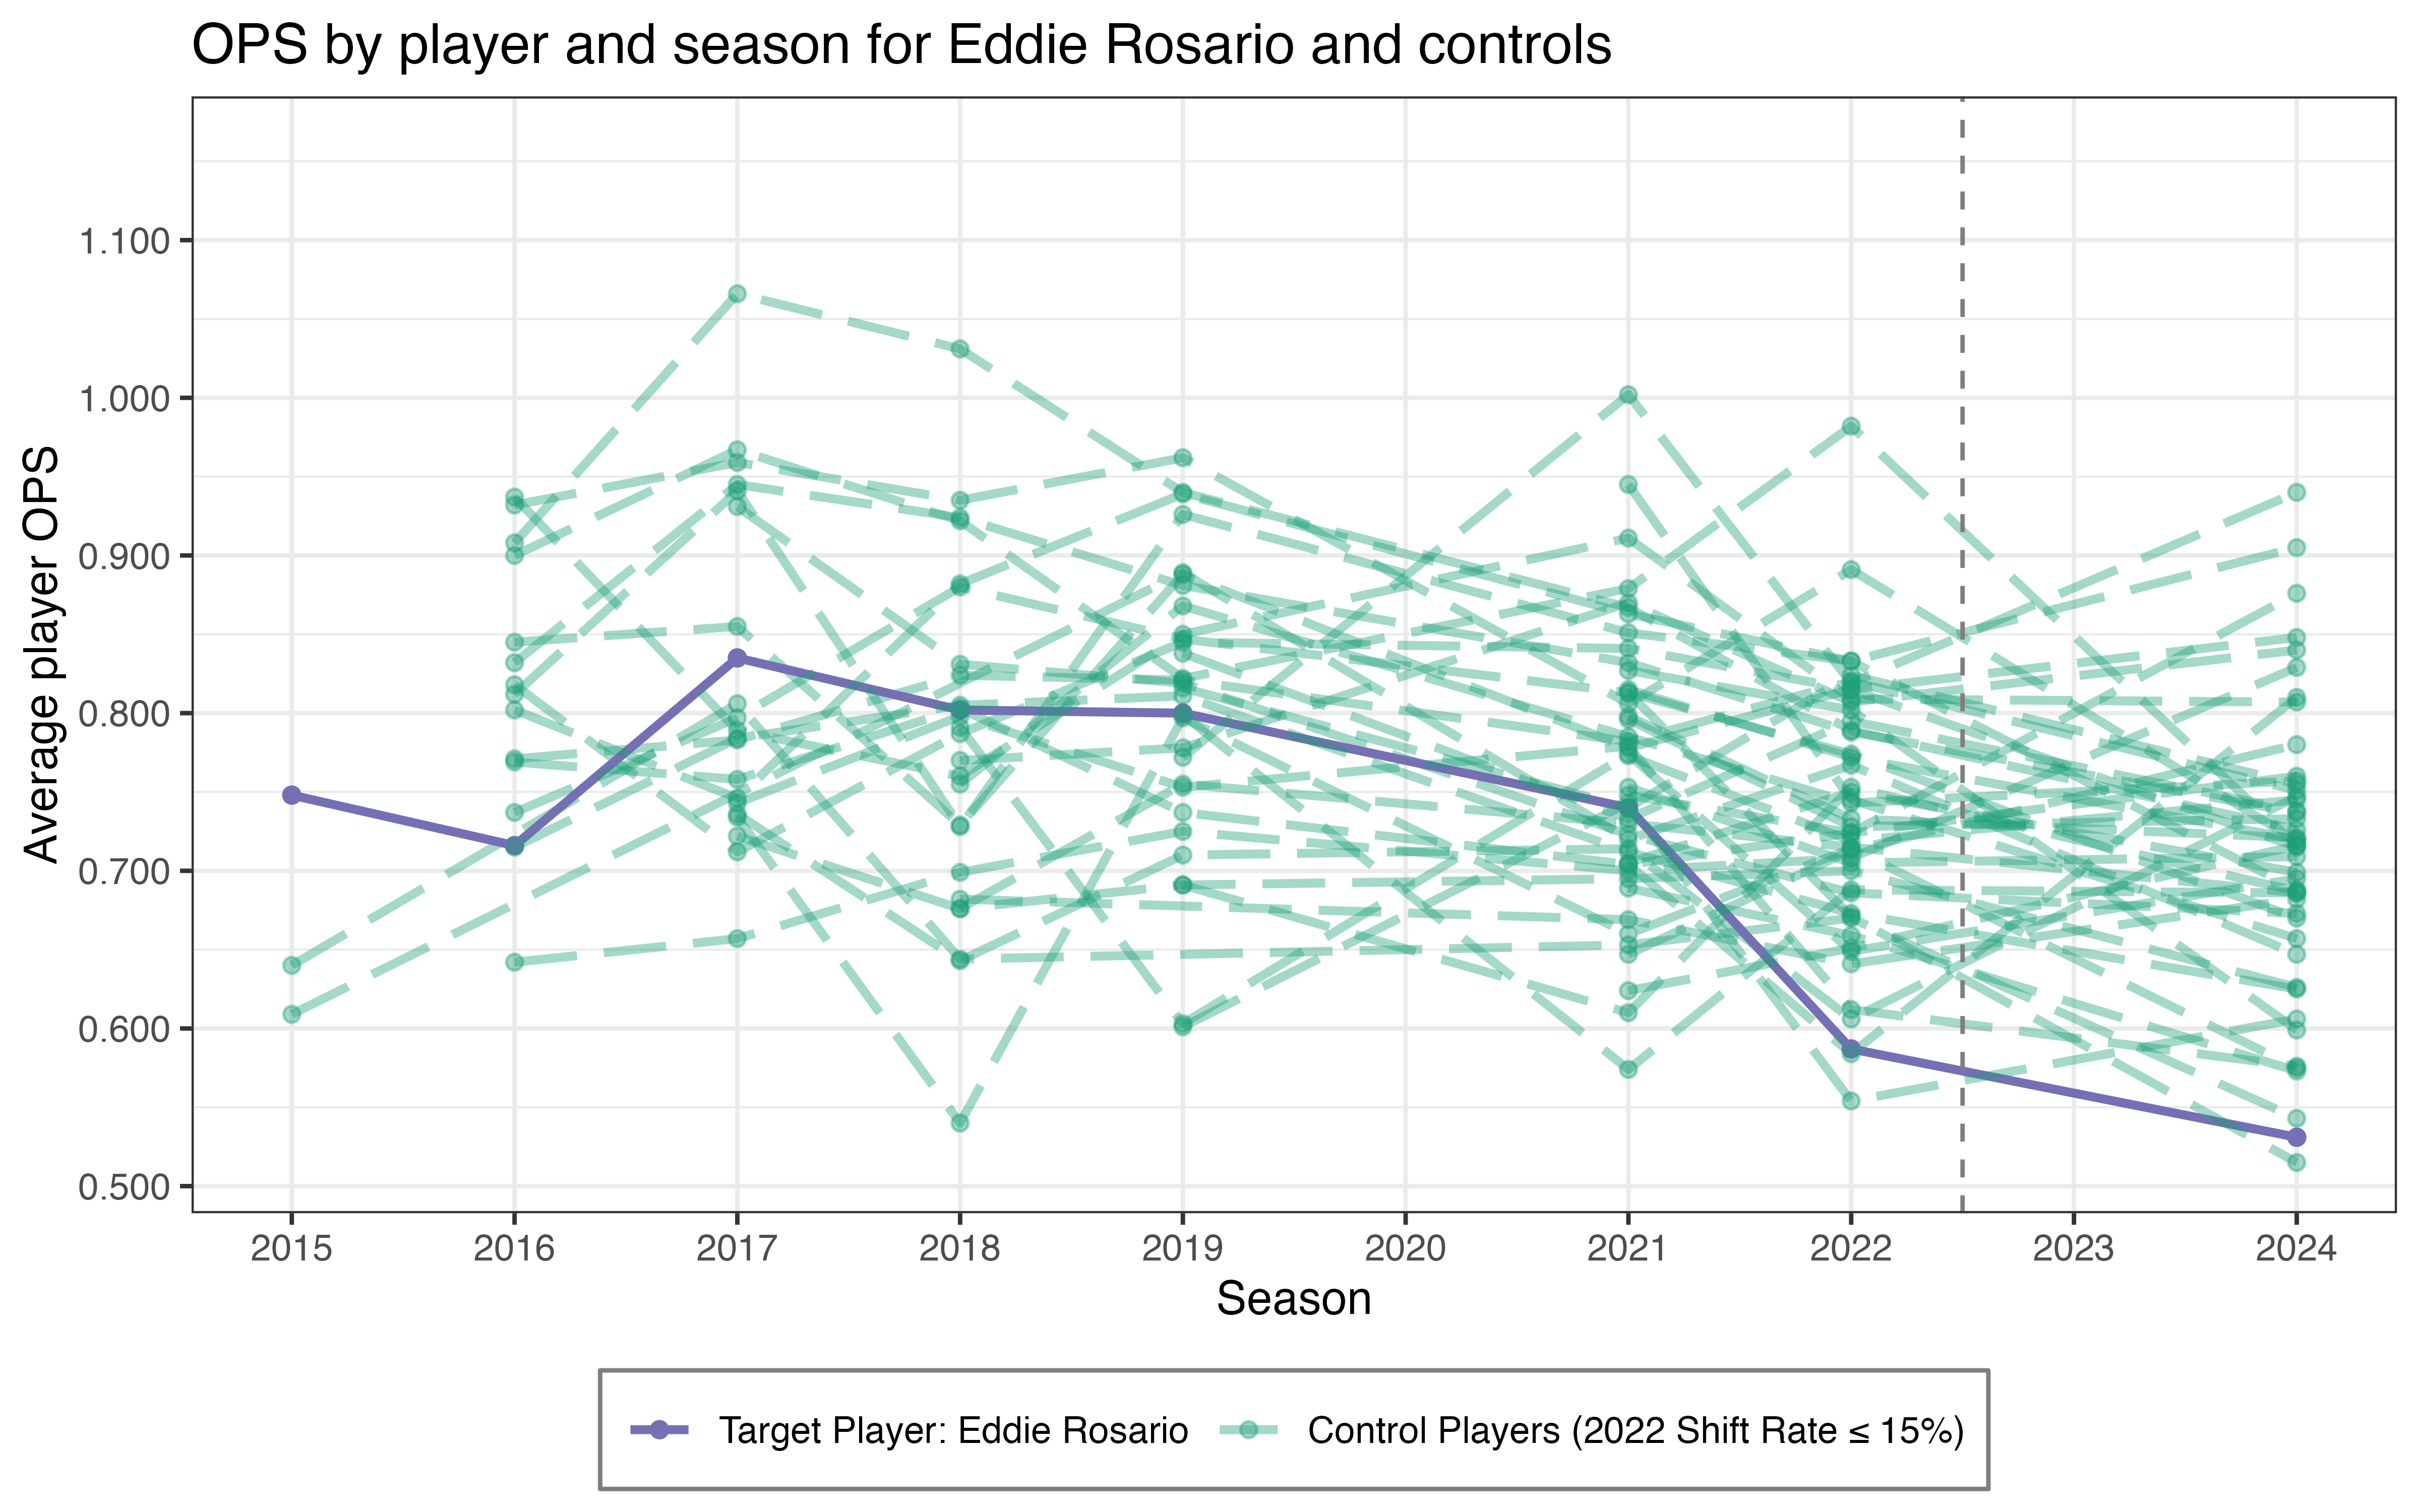 OPS by player and season for Eddie Rosario and controls
Average player OPS
1.100
1.000
0.900
0.800
0.700
0.600
0.500
2015 2016 2017 2018 2019 2020 2021 2022 2023 2024
Season
Target Player: Eddie Rosario Control Players (2022 Shift Rate ≤ 15%)